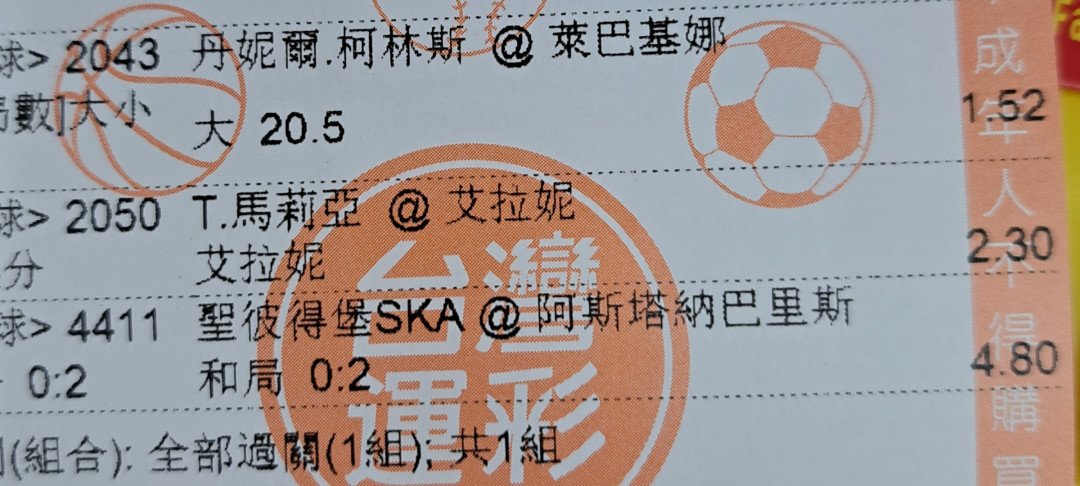 球> 2043 丹妮爾.柯林斯 @ 萊巴基娜
局數]大小 大 20.5 1.52
球> 2050 T.馬莉亞 @ 艾拉妮
分 艾拉妮 2.30
球> 4411 聖彼得堡SKA @ 阿斯塔納巴里斯
0:2 和局 0:2 4.80
(組合): 全部過關(1組); 共1組
台灣
運彩
成年人不得購買